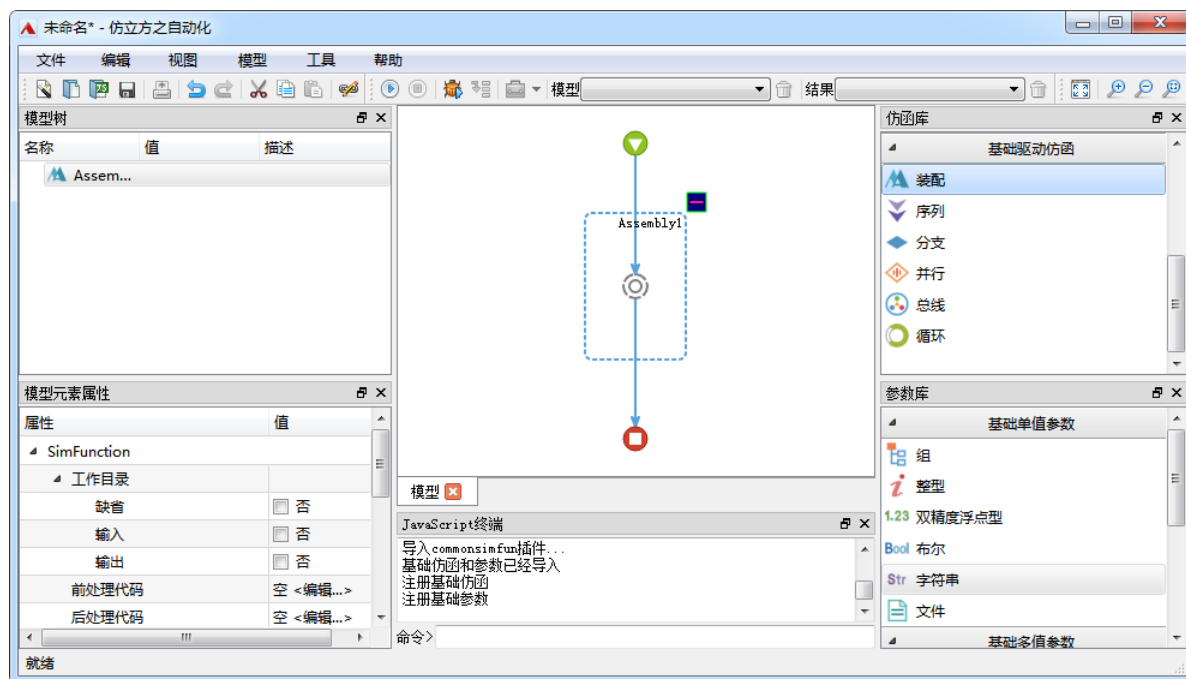 未命名* - 仿立方之自动化
文件 编辑 视图 模型 工具 帮助
模型 结果
模型树
名称 值 描述
Assem...
模型元素属性
属性 值
SimFunction
工作目录
缺省 否
输入 否
输出 否
前处理代码 空 <编辑...>
后处理代码 空 <编辑...>
Assembly1
模型
JavaScript终端
导入commonsimfun插件...
基础仿函和参数已经导入
注册基础仿函
注册基础参数
命令>
仿函库
基础驱动仿函
装配
序列
分支
并行
总线
循环
参数库
基础单值参数
组
整型
1.23 双精度浮点型
Bool 布尔
Str 字符串
文件
基础多值参数
就绪